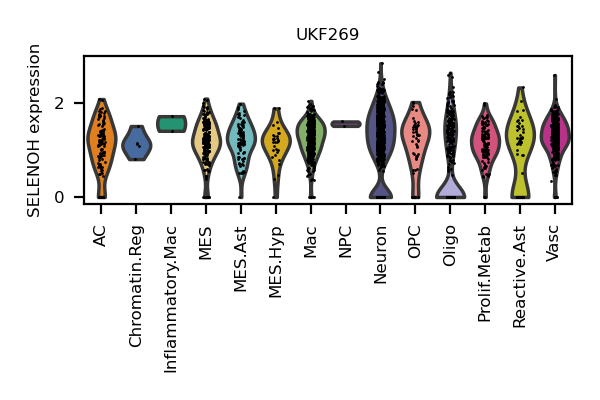 UKF269
SELENOH expression
2
0
AC
Chromatin.Reg
Inflammatory.Mac
MES
MES.Ast
MES.Hyp
Mac
NPC
Neuron
OPC
Oligo
Prolif.Metab
Reactive.Ast
Vasc